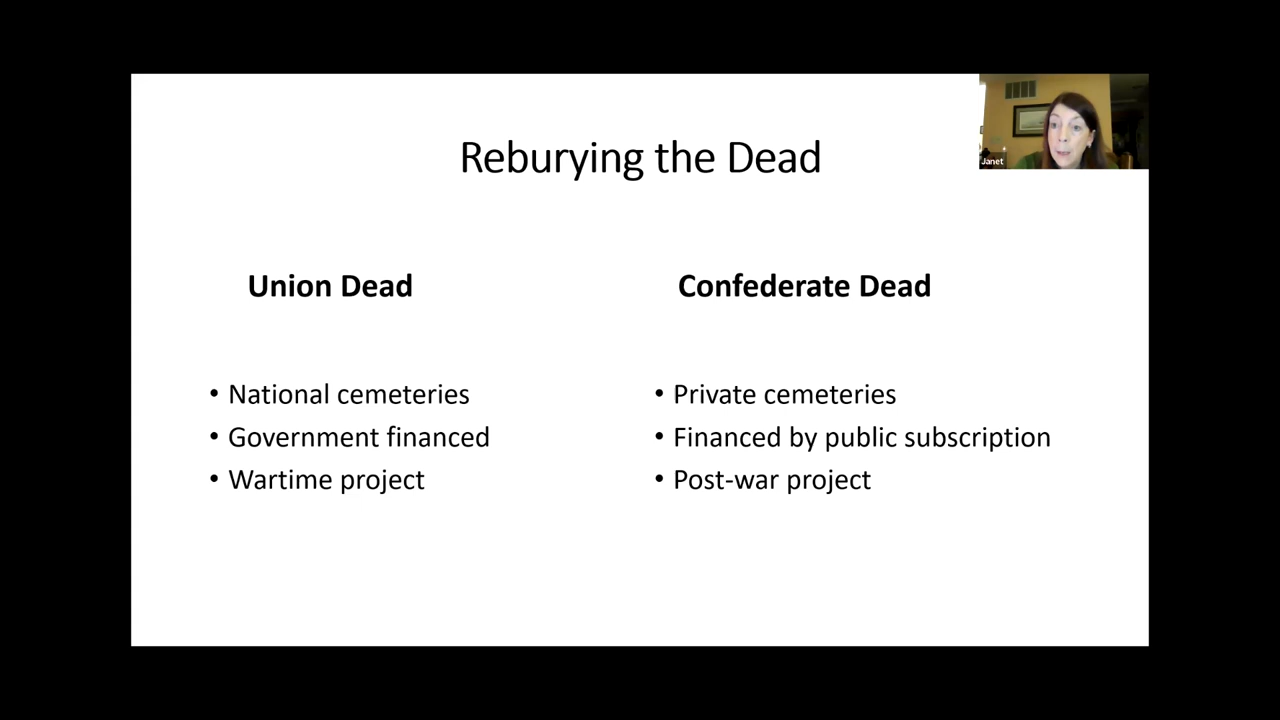 Janet
Reburying the Dead
Union Dead
• National cemeteries
• Government financed
• Wartime project
Confederate Dead
• Private cemeteries
• Financed by public subscription
• Post-war project